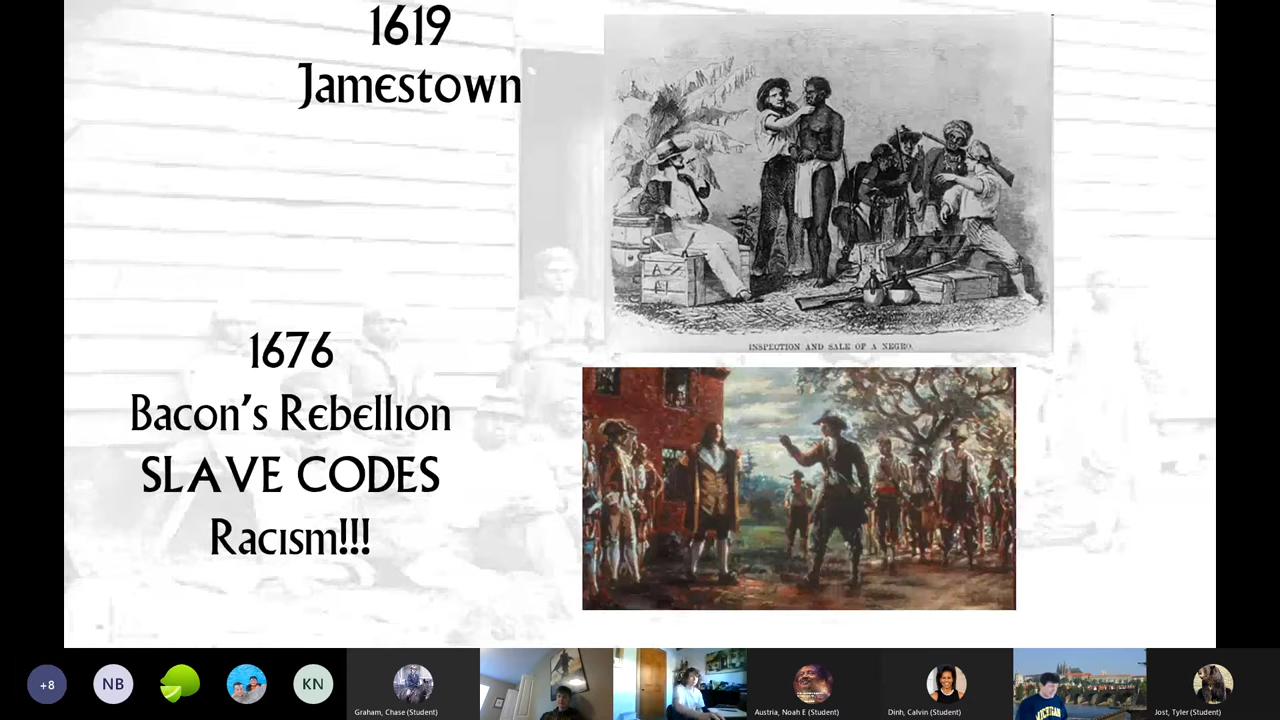 1619
Jamestown
INSPECTION AND SALE OF A NEGRO.
1676
Bacon's Rebellion
SLAVE CODES
Racism!!!
+8
NB
KN
Graham, Chase (Student)
Austria, Noah E (Student)
Dinh, Calvin (Student)
MICHIGAN
Jost, Tyler (Student)